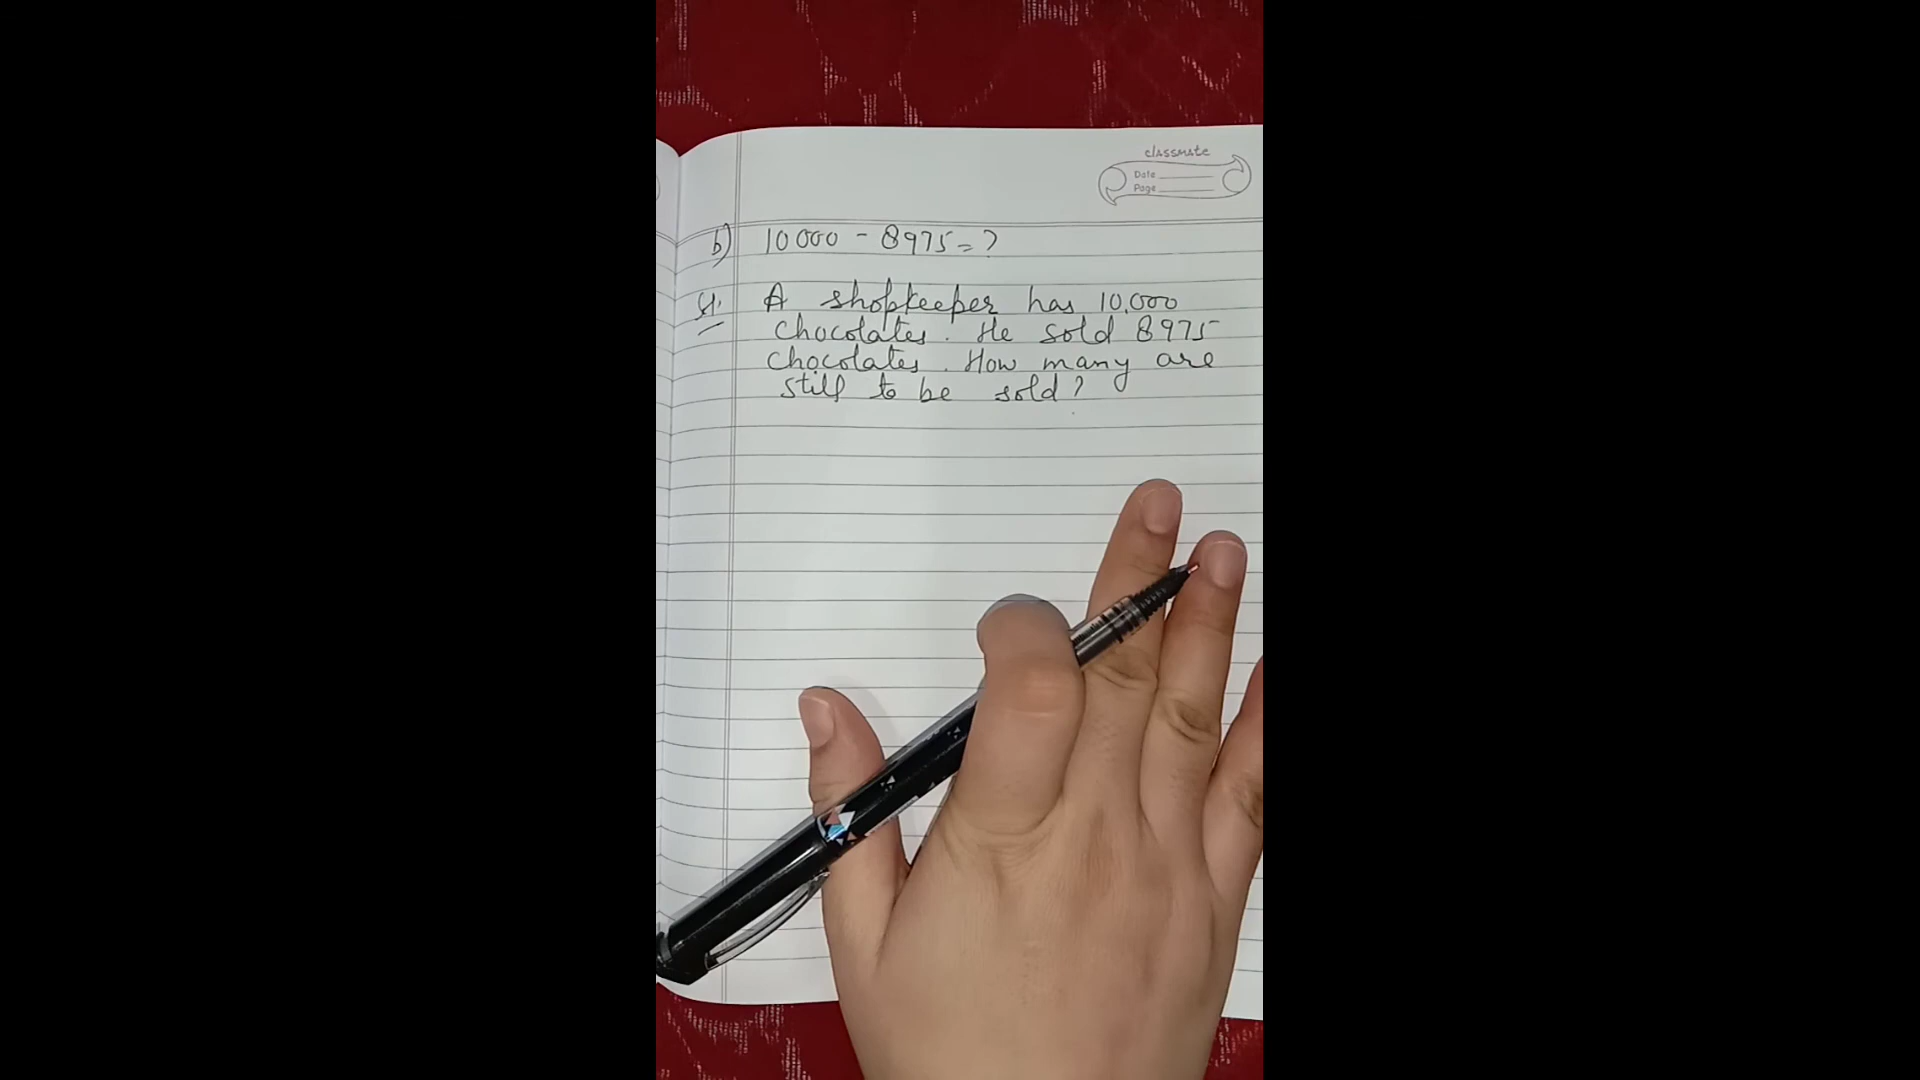 classmate
Date
Page
b) 10000 - 8975 = ?
A shopkeeper has 10,000
chocolates. He sold 8975
chocolates. How many are
still to be sold?